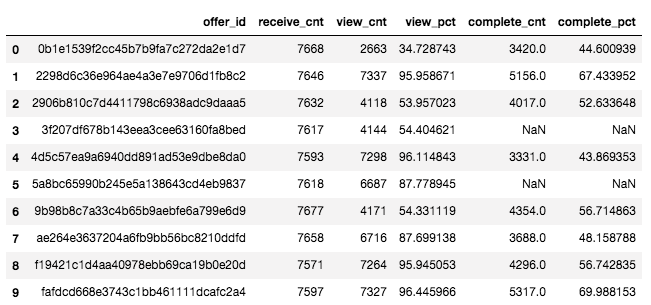 offer_id receive_cnt view_cnt view_pct complete_cnt complete_pct
0 0b1e1539f2cc45b7b9fa7c272da2e1d7 7668 2663 34.728743 3420.0 44.600939
1 2298d6c36e964ae4a3e7e9706d1fb8c2 7646 7337 95.958671 5156.0 67.433952
2 2906b810c7d4411798c6938adc9daaa5 7632 4118 53.957023 4017.0 52.633648
3 3f207df678b143eea3cee63160fa8bed 7617 4144 54.404621 NaN NaN
4 4d5c57ea9a6940dd891ad53e9dbe8da0 7593 7298 96.114843 3331.0 43.869353
5 5a8bc65990b245e5a138643cd4eb9837 7618 6687 87.778945 NaN NaN
6 9b98b8c7a33c4b65b9aebfe6a799e6d9 7677 4171 54.331119 4354.0 56.714863
7 ae264e3637204a6fb9bb56bc8210ddfd 7658 6716 87.699138 3688.0 48.158788
8 f19421c1d4aa40978ebb69ca19b0e20d 7571 7264 95.945053 4296.0 56.742835
9 fafdcd668e3743c1bb461111dcafc2a4 7597 7327 96.445966 5317.0 69.988153